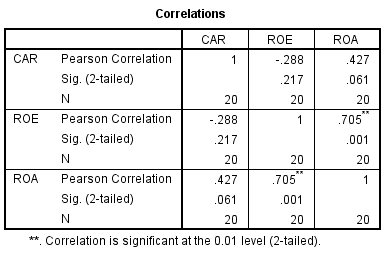 Correlations
CAR ROE ROA
CAR Pearson Correlation 1 -.288 .427
Sig. (2-tailed) .217 .061
N 20 20 20
ROE Pearson Correlation -.288 1 .705**
Sig. (2-tailed) .217 .001
N 20 20 20
ROA Pearson Correlation .427 .705** 1
Sig. (2-tailed) .061 .001
N 20 20 20
**. Correlation is significant at the 0.01 level (2-tailed).